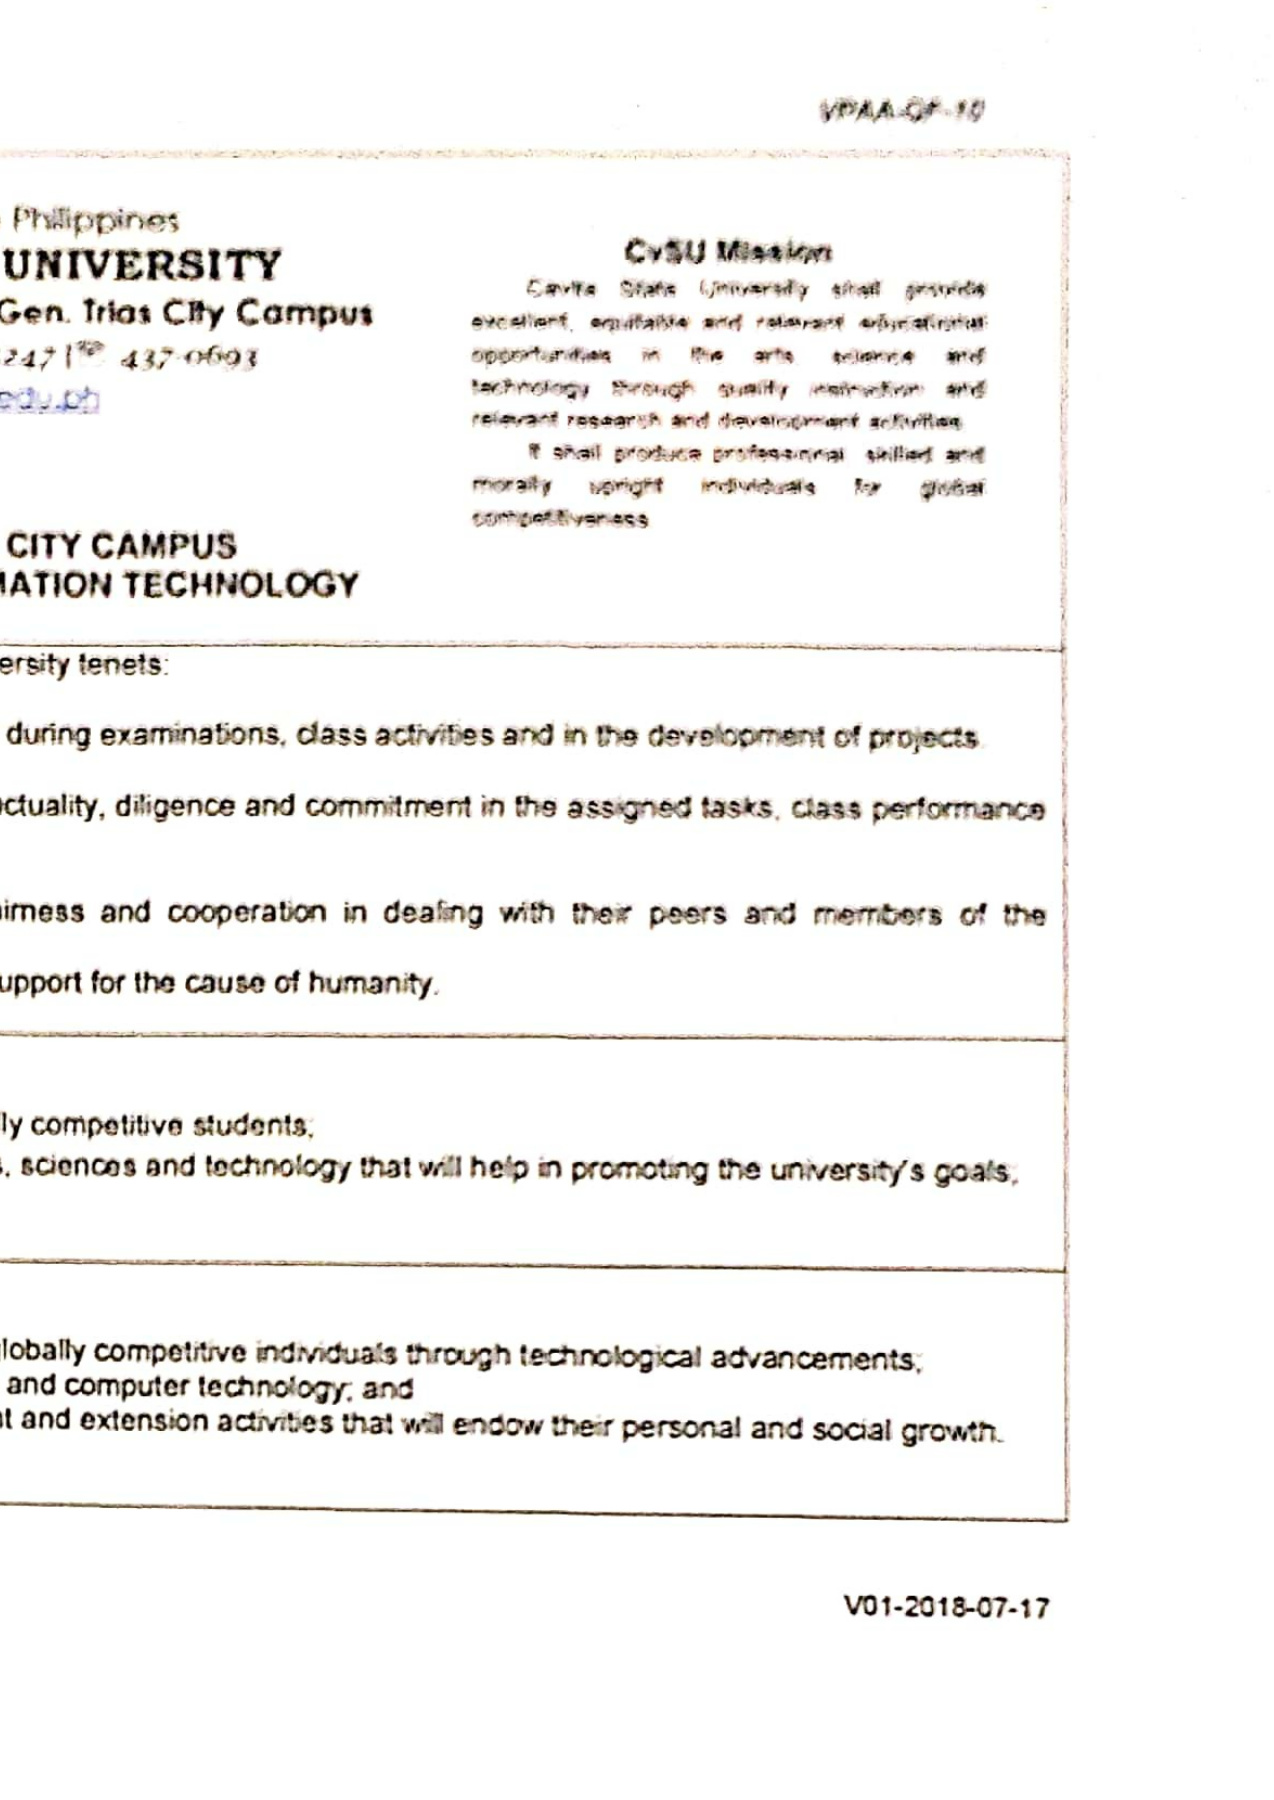 VPAA-QF-10
Philippines
UNIVERSITY
Gen. Trias City Campus
247 | ☏ 437-0693
edu.ph
CvSU Mission
Cavite State University shall provide
excellent, equitable and relevant educational
opportunities in the arts science and
technology through quality instruction and
relevant research and development activities
It shall produce professional skilled and
morally upright individuals for global
competitiveness
CITY CAMPUS
MATION TECHNOLOGY
ersity tenets:
during examinations, class activities and in the development of projects.
ctuality, diligence and commitment in the assigned tasks, class performance
airness and cooperation in dealing with their peers and members of the
upport for the cause of humanity.
lly competitive students;
s, sciences and technology that will help in promoting the university's goals;
lobally competitive individuals through technological advancements;
and computer technology; and
t and extension activities that will endow their personal and social growth.
V01-2018-07-17